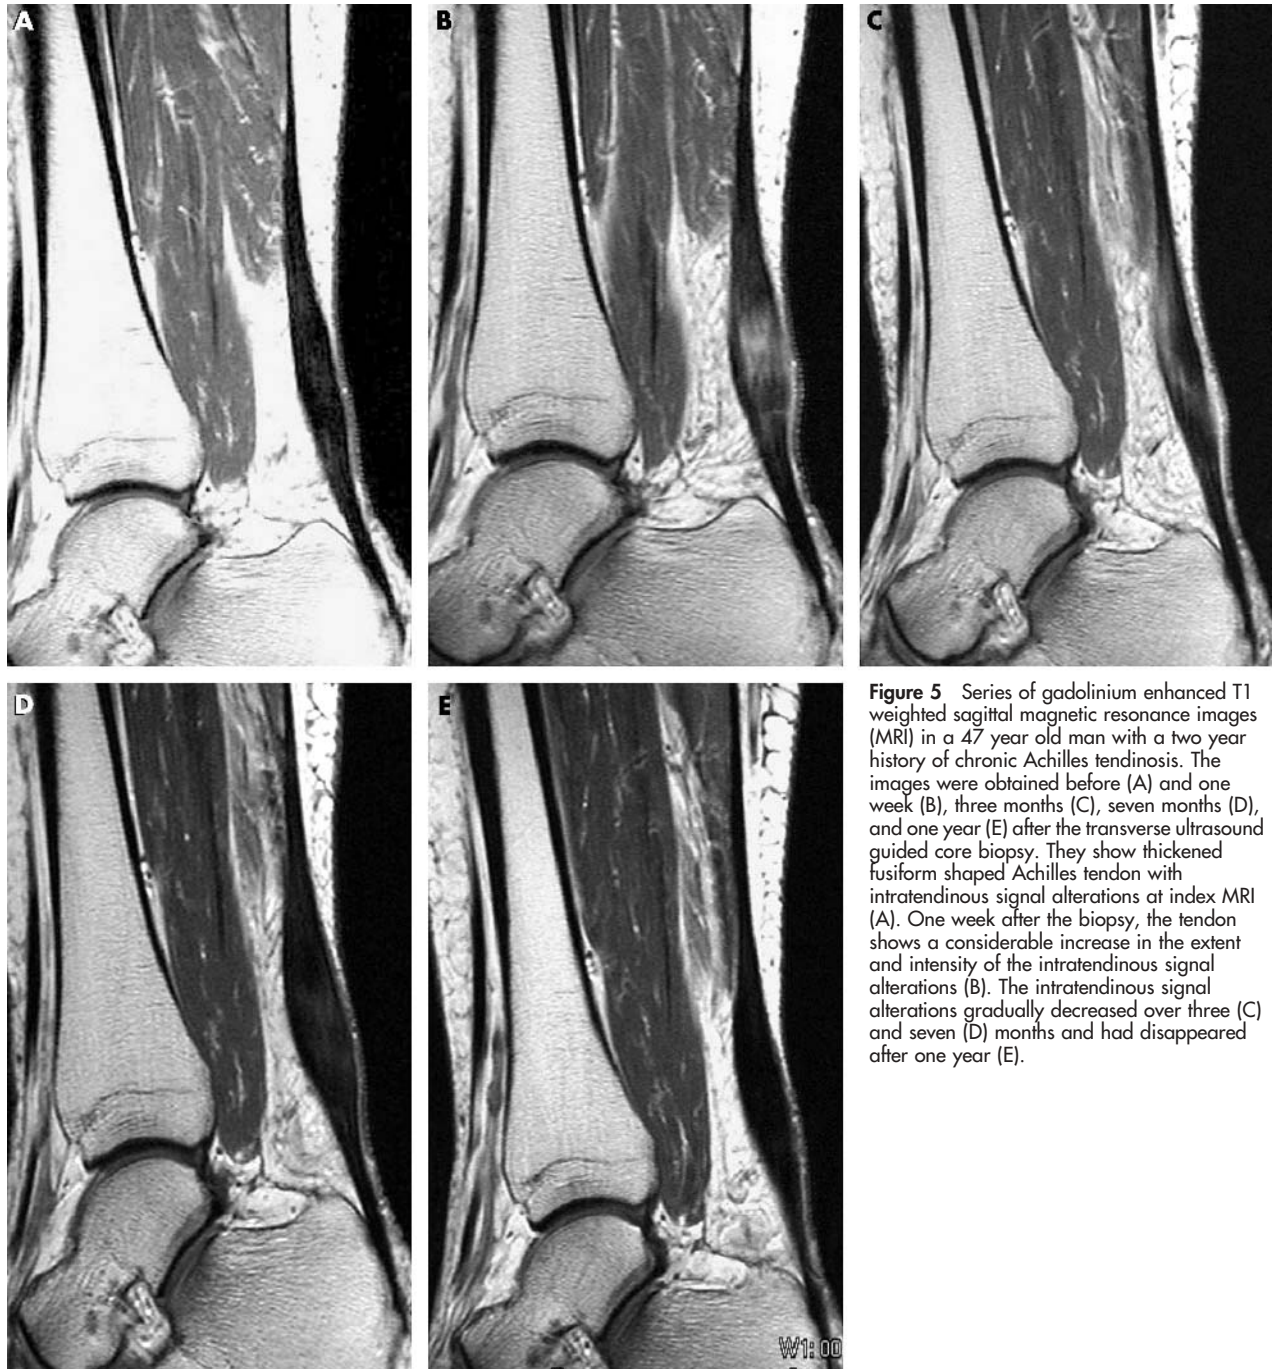 A
B
C
D
E
Figure 5 Series of gadolinium enhanced T1
weighted sagittal magnetic resonance images
(MRI) in a 47 year old man with a two year
history of chronic Achilles tendinosis. The
images were obtained before (A) and one
week (B), three months (C), seven months (D),
and one year (E) after the transverse ultrasound
guided core biopsy. They show thickened
fusiform shaped Achilles tendon with
intratendinous signal alterations at index MRI
(A). One week after the biopsy, the tendon
shows a considerable increase in the extent
and intensity of the intratendinous signal
alterations (B). The intratendinous signal
alterations gradually decreased over three (C)
and seven (D) months and had disappeared
after one year (E).
W1:00